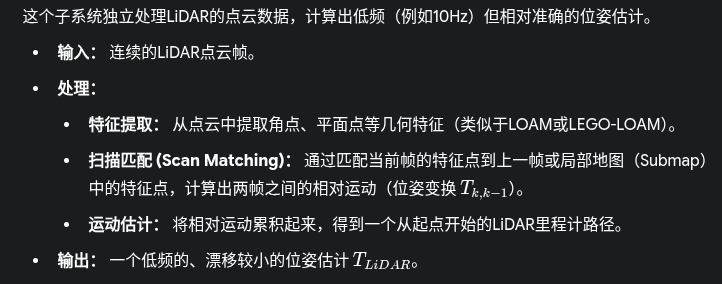 这个子系统独立处理LiDAR的点云数据，计算出低频（例如10Hz）但相对准确的位姿估计。
• 输入： 连续的LiDAR点云帧。
• 处理：
• 特征提取： 从点云中提取角点、平面点等几何特征（类似于LOAM或LEGO-LOAM）。
• 扫描匹配 (Scan Matching)： 通过匹配当前帧的特征点到上一帧或局部地图（Submap）
中的特征点，计算出两帧之间的相对运动（位姿变换 T_{k,k−1}）。
• 运动估计： 将相对运动累积起来，得到一个从起点开始的LiDAR里程计路径。
• 输出： 一个低频的、漂移较小的位姿估计 T_{LiDAR}。